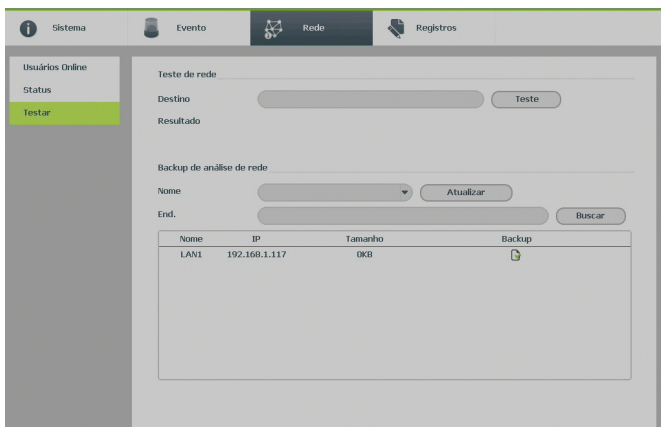 Sistema
Evento
Rede
Registros
Usuários Online
Status
Testar
Teste de rede
Destino
Teste
Resultado
Backup de análise de rede
Nome
Atualizar
End.
Buscar
Nome IP Tamanho Backup
LAN1 192.168.1.117 0KB